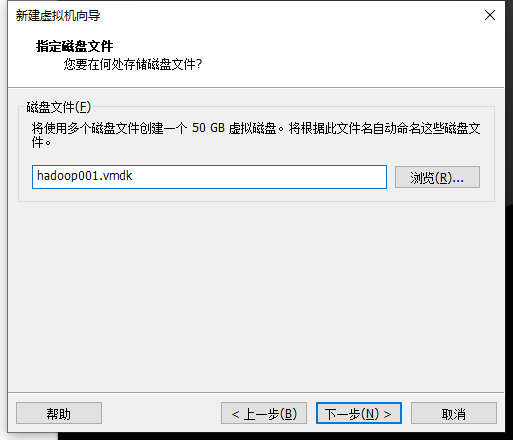 新建虚拟机向导
指定磁盘文件
您要在何处存储磁盘文件?
磁盘文件(F)
将使用多个磁盘文件创建一个 50 GB 虚拟磁盘。将根据此文件名自动命名这些磁盘文
件。
hadoop001.vmdk
浏览(R)...
帮助
< 上一步(B)
下一步(N) >
取消